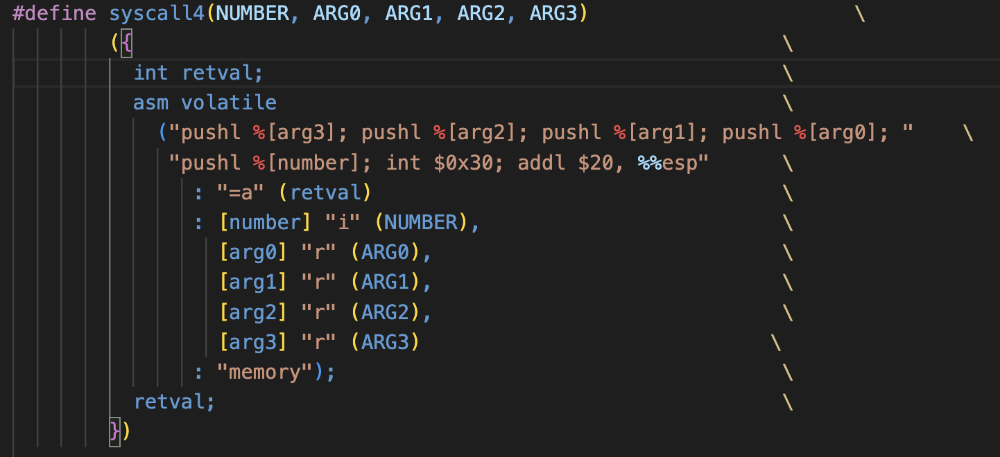 #define syscall4(NUMBER, ARG0, ARG1, ARG2, ARG3) \
({ \
int retval; \
asm volatile \
("pushl %[arg3]; pushl %[arg2]; pushl %[arg1]; pushl %[arg0]; " \
"pushl %[number]; int $0x30; addl $20, %%esp" \
: "=a" (retval) \
: [number] "i" (NUMBER), \
[arg0] "r" (ARG0), \
[arg1] "r" (ARG1), \
[arg2] "r" (ARG2), \
[arg3] "r" (ARG3) \
: "memory"); \
retval; \
})